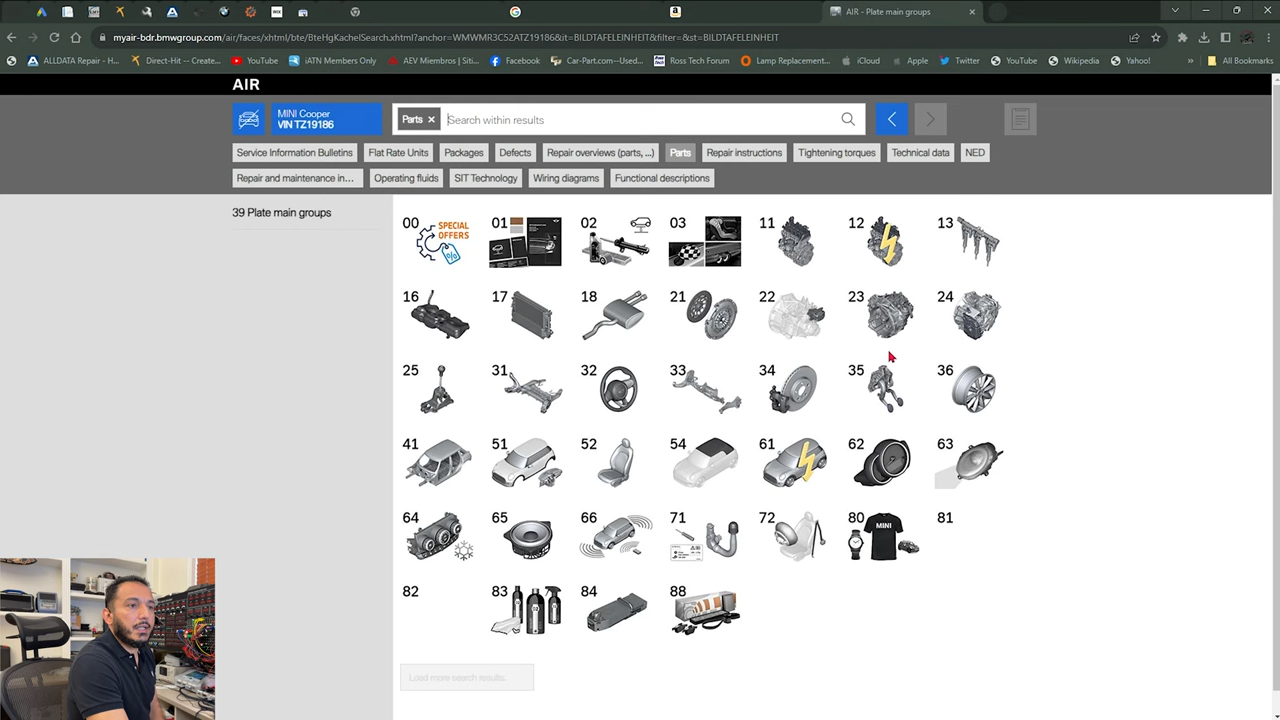 AIR - Plate main groups
myair-bdr.bmwgroup.com/air/faces/xhtml/bte/BteHgKachelSearch.xhtml?anchor=WMWMR3C52ATZ19186&it=BILDTAFELEINHEIT&filter=&st=BILDTAFELEINHEIT
ALLDATA Repair - H...
Direct-Hit -- Create...
YouTube
iATN Members Only
AEV Miembros | Siti...
Facebook
Car-Part.com--Used...
Ross Tech Forum
Lamp Replacement...
iCloud
Apple
Twitter
YouTube
Wikipedia
Yahoo!
»
All Bookmarks
AIR
MINI Cooper
VIN TZ19186
Parts
Search within results
Service Information Bulletins
Flat Rate Units
Packages
Defects
Repair overviews (parts, ...)
Parts
Repair instructions
Tightening torques
Technical data
NED
Repair and maintenance in...
Operating fluids
SIT Technology
Wiring diagrams
Functional descriptions
39 Plate main groups
00 SPECIAL OFFERS
01
02
03
11
12
13
16
17
18
21
22
23
24
25
31
32
33
34
35
36
41
51
52
54
61
62
63
64
65
66
71
72
80 MINI
81
82
83
84
88
Load more search results.